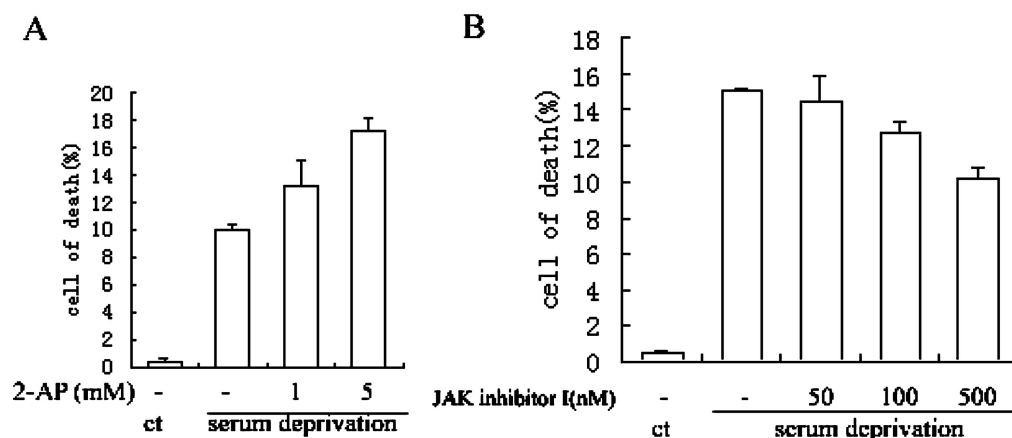 A
cell of death(%)
20
18
16
14
12
10
8
6
4
2
0
2-AP (mM) - - 1 5
ct serum deprivation
B
cell of death(%)
18
16
14
12
10
8
6
4
2
0
JAK inhibitor I(nM) - - 50 100 500
ct serum deprivation